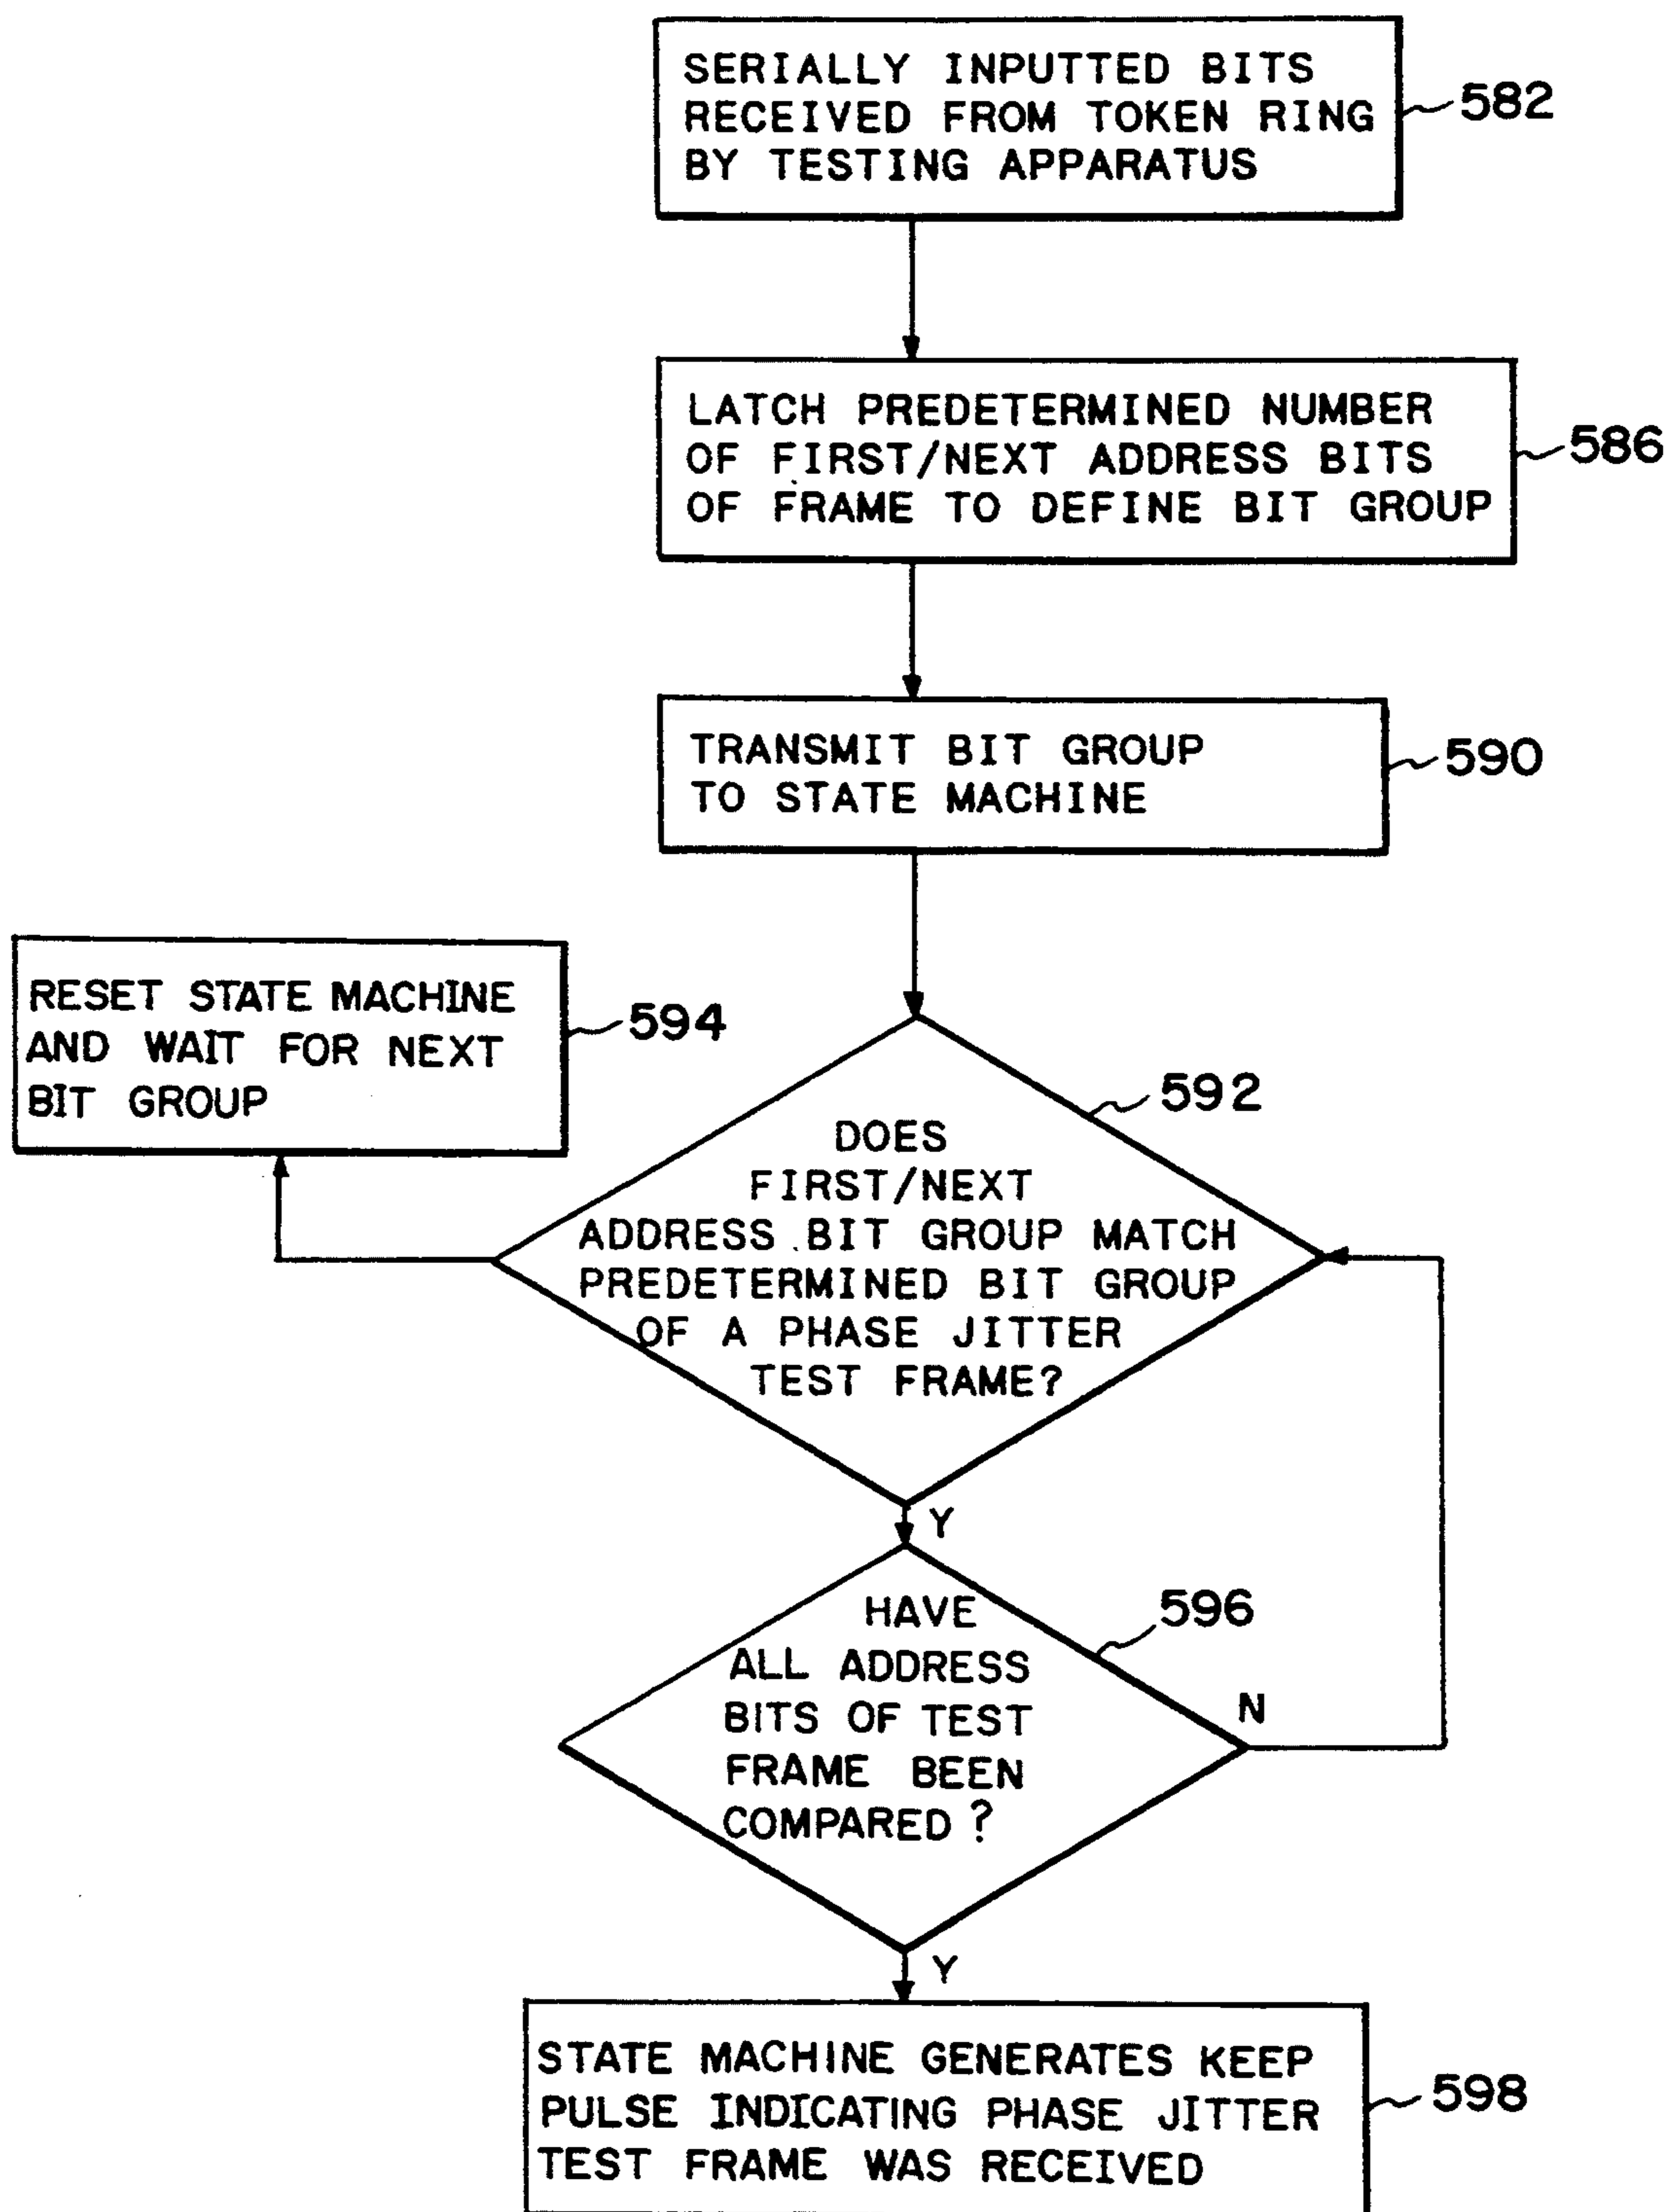 SERIALLY INPUTTED BITS
RECEIVED FROM TOKEN RING
BY TESTING APPARATUS
582
LATCH PREDETERMINED NUMBER
OF FIRST/NEXT ADDRESS BITS
OF FRAME TO DEFINE BIT GROUP
586
TRANSMIT BIT GROUP
TO STATE MACHINE
590
RESET STATE MACHINE
AND WAIT FOR NEXT
BIT GROUP
594
592
DOES
FIRST/NEXT
ADDRESS BIT GROUP MATCH
PREDETERMINED BIT GROUP
OF A PHASE JITTER
TEST FRAME?
Y
596
HAVE
ALL ADDRESS
BITS OF TEST
FRAME BEEN
COMPARED?
N
Y
STATE MACHINE GENERATES KEEP
PULSE INDICATING PHASE JITTER
TEST FRAME WAS RECEIVED
598